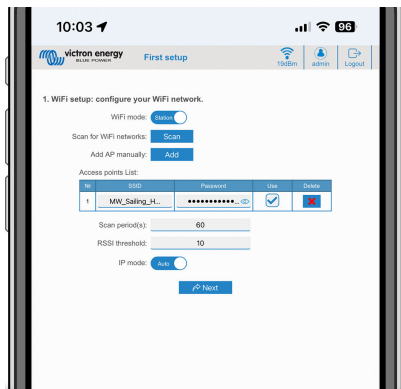 10:03
96
victron energy
BLUE POWER
First setup
19dBm
admin
Logout
1. WiFi setup: configure your WiFi network.
WiFi mode: Station
Scan for WiFi networks: Scan
Add AP manually: Add
Access points List:
Nr SSID Password Use Delete
1 MW_Sailing_H... ●●●●●●●●●●●... X
Scan period(s): 60
RSSI threshold: 10
IP mode: Auto
Next